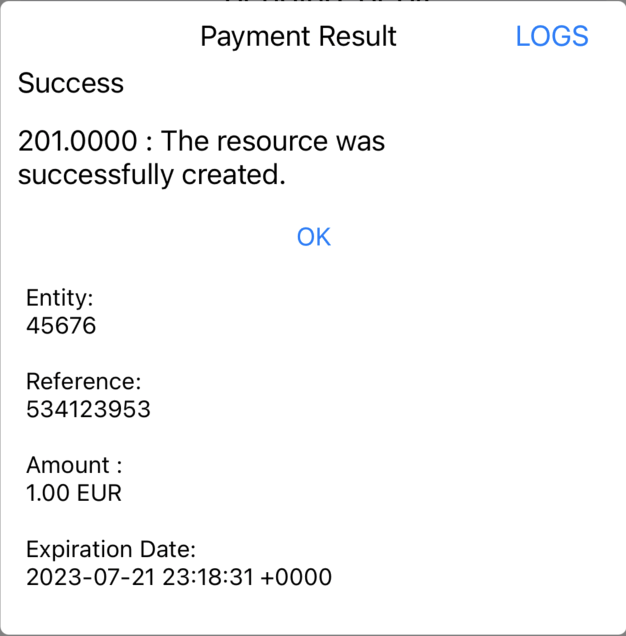 Payment Result
LOGS
Success
201.0000 : The resource was
successfully created.
OK
Entity:
45676
Reference:
534123953
Amount :
1.00 EUR
Expiration Date:
2023-07-21 23:18:31 +0000